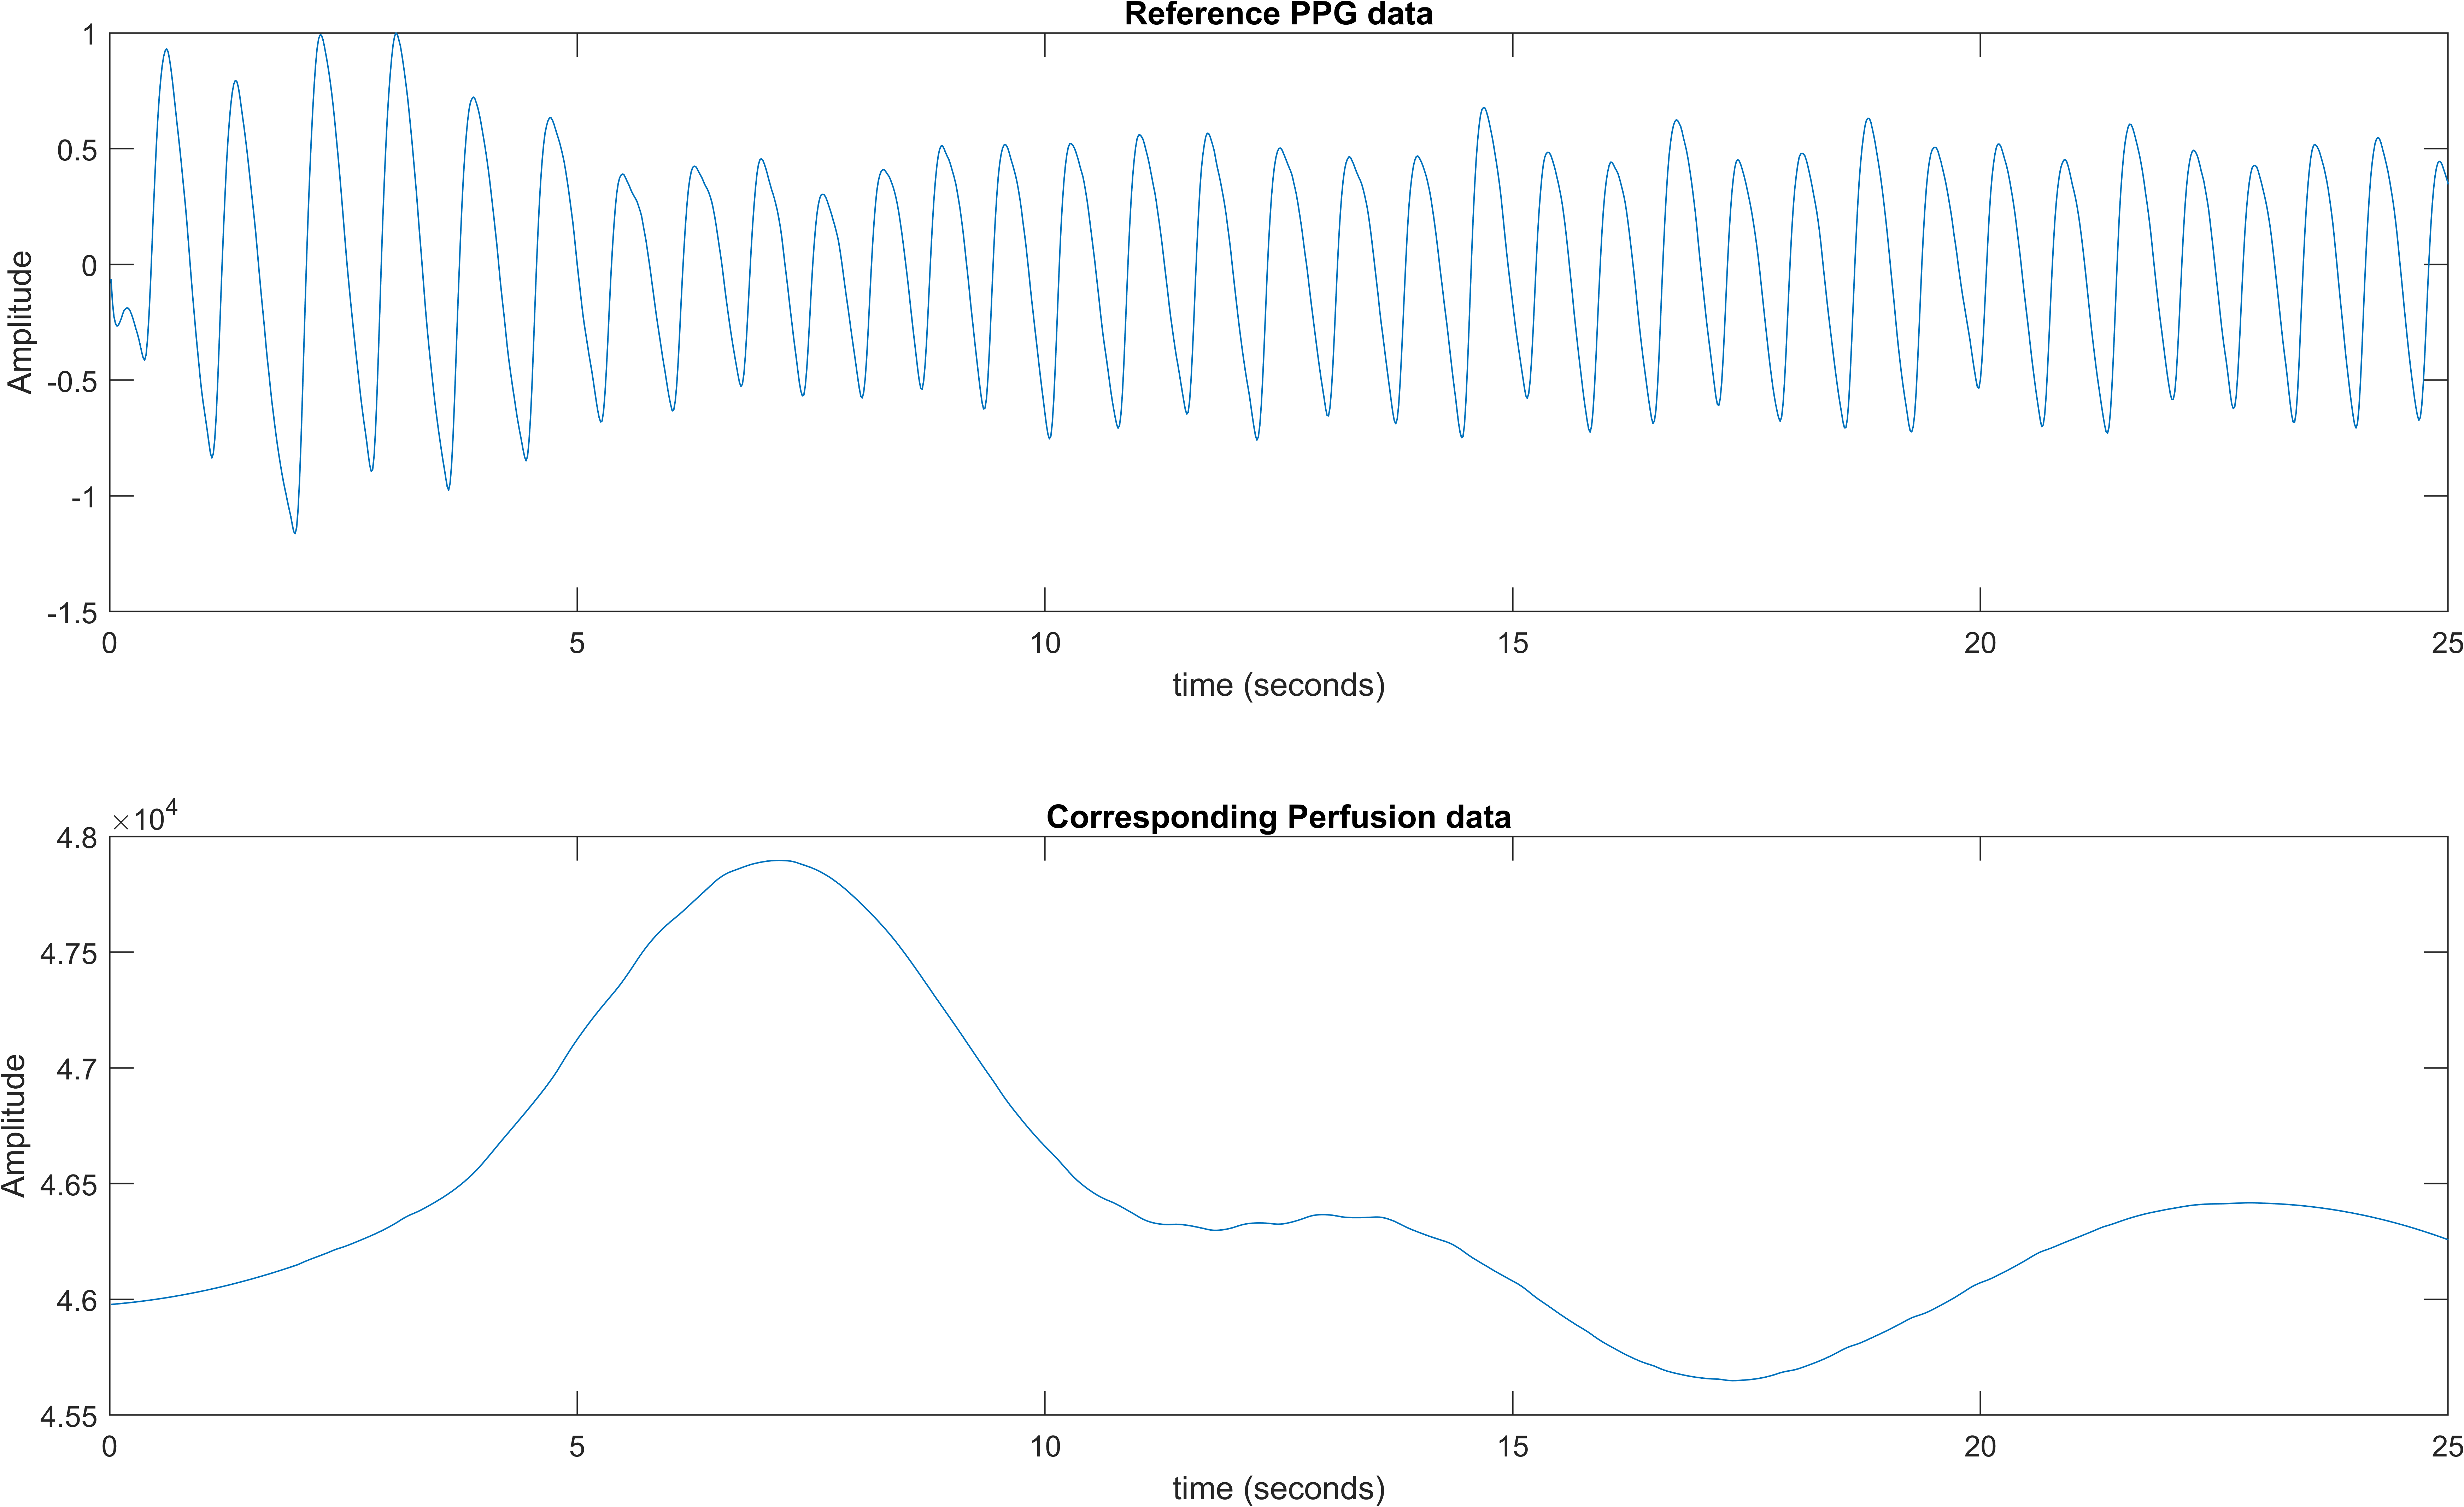 Reference PPG data
1
0.5
0
-0.5
-1
-1.5
Amplitude
0 5 10 15 20 25
time (seconds)
Corresponding Perfusion data
×10^4
4.8
4.75
4.7
4.65
4.6
4.55
Amplitude
0 5 10 15 20 25
time (seconds)